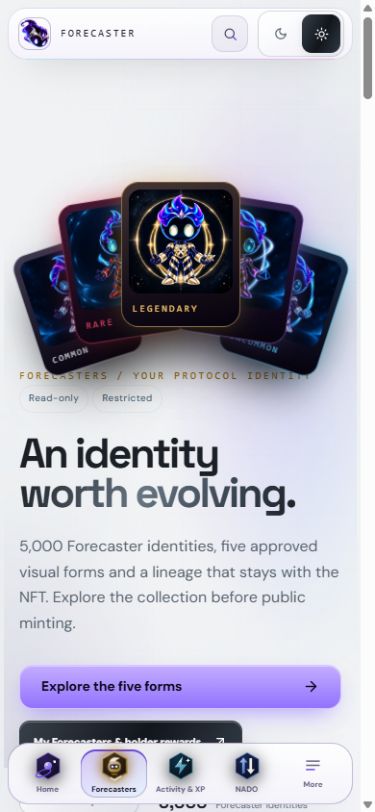 FORECASTER
LEGENDARY
RARE
COMMON
UNCOMMON
FORECASTERS / YOUR PROTOCOL IDENTITY
Read-only
Restricted
An identity
worth evolving.
5,000 Forecaster identities, five approved
visual forms and a lineage that stays with the
NFT. Explore the collection before public
minting.
Explore the five forms
My Forecasters & holder rewards
5,000 Forecaster identities
Home
Forecasters
Activity & XP
NADO
More